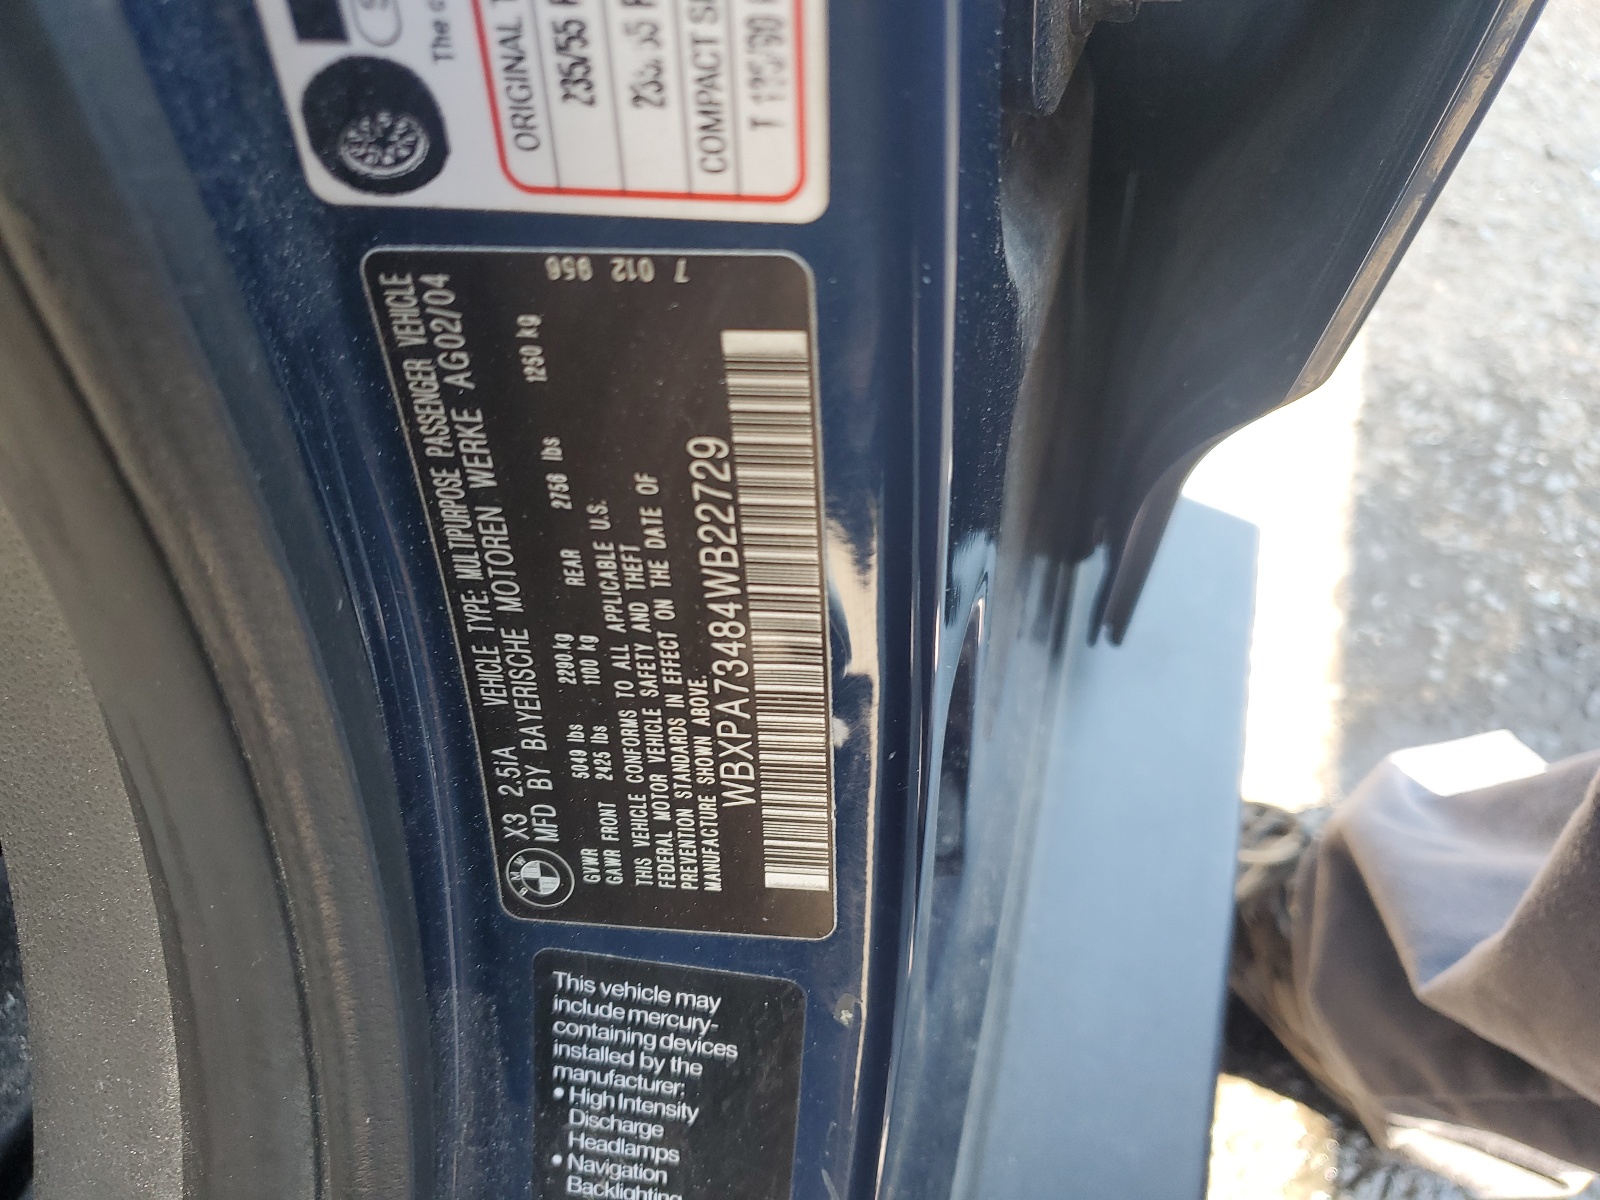 The
ORIGINAL
235/55
COMPACT
T
X3 2.5iA VEHICLE TYPE: MULTIPURPOSE PASSENGER VEHICLE
MFD BY BAYERISCHE MOTOREN WERKE AG02/04
GVWR 5049 lbs 2290kg
GAWR FRONT 2425 lbs 1100 kg REAR 2756 lbs 1250 kg
THIS VEHICLE CONFORMS TO ALL APPLICABLE U.S.
FEDERAL MOTOR VEHICLE SAFETY AND THEFT
PREVENTION STANDARDS IN EFFECT ON THE DATE OF
MANUFACTURE SHOWN ABOVE.
WBXPA73484WB22729
7 012 956
This vehicle may
include mercury-
containing devices
installed by the
manufacturer:
• High Intensity
Discharge
Headlamps
• Navigation
Backlighting